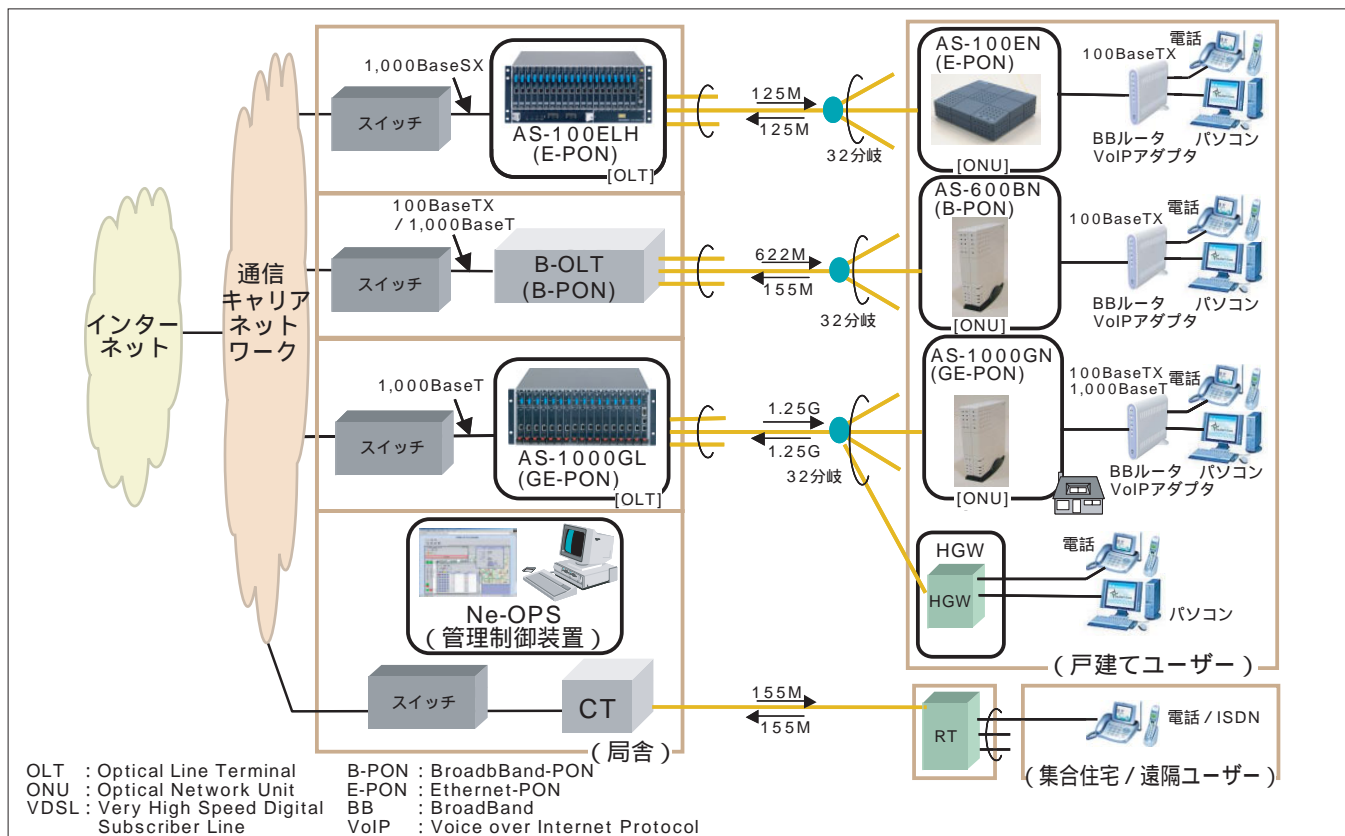 1,000BaseSX
スイッチ
AS-100ELH
(E-PON)
[OLT]
125M
125M
32分岐
AS-100EN
(E-PON)
[ONU]
100BaseTX
電話
BBルータ
VoIPアダプタ
パソコン
100BaseTX
/ 1,000BaseT
スイッチ
B-OLT
(B-PON)
622M
155M
32分岐
AS-600BN
(B-PON)
[ONU]
100BaseTX
電話
BBルータ
VoIPアダプタ
パソコン
インター
ネット
通信
キャリア
ネット
ワーク
1,000BaseT
スイッチ
AS-1000GL
(GE-PON)
[OLT]
1.25G
1.25G
32分岐
AS-1000GN
(GE-PON)
[ONU]
100BaseTX
1,000BaseT
電話
BBルータ
VoIPアダプタ
パソコン
Ne-OPS
(管理制御装置)
HGW
HGW
電話
パソコン
(戸建てユーザー)
スイッチ
CT
155M
155M
RT
電話 / ISDN
(局舎)
(集合住宅 / 遠隔ユーザー)
OLT : Optical Line Terminal
ONU : Optical Network Unit
VDSL : Very High Speed Digital
Subscriber Line
B-PON : BroadbBand-PON
E-PON : Ethernet-PON
BB : BroadBand
VoIP : Voice over Internet Protocol